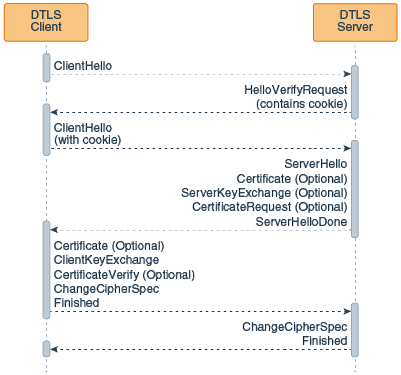 DTLS
Client
DTLS
Server
ClientHello
HelloVerifyRequest
(contains cookie)
ClientHello
(with cookie)
ServerHello
Certificate (Optional)
ServerKeyExchange (Optional)
CertificateRequest (Optional)
ServerHelloDone
Certificate (Optional)
ClientKeyExchange
CertificateVerify (Optional)
ChangeCipherSpec
Finished
ChangeCipherSpec
Finished